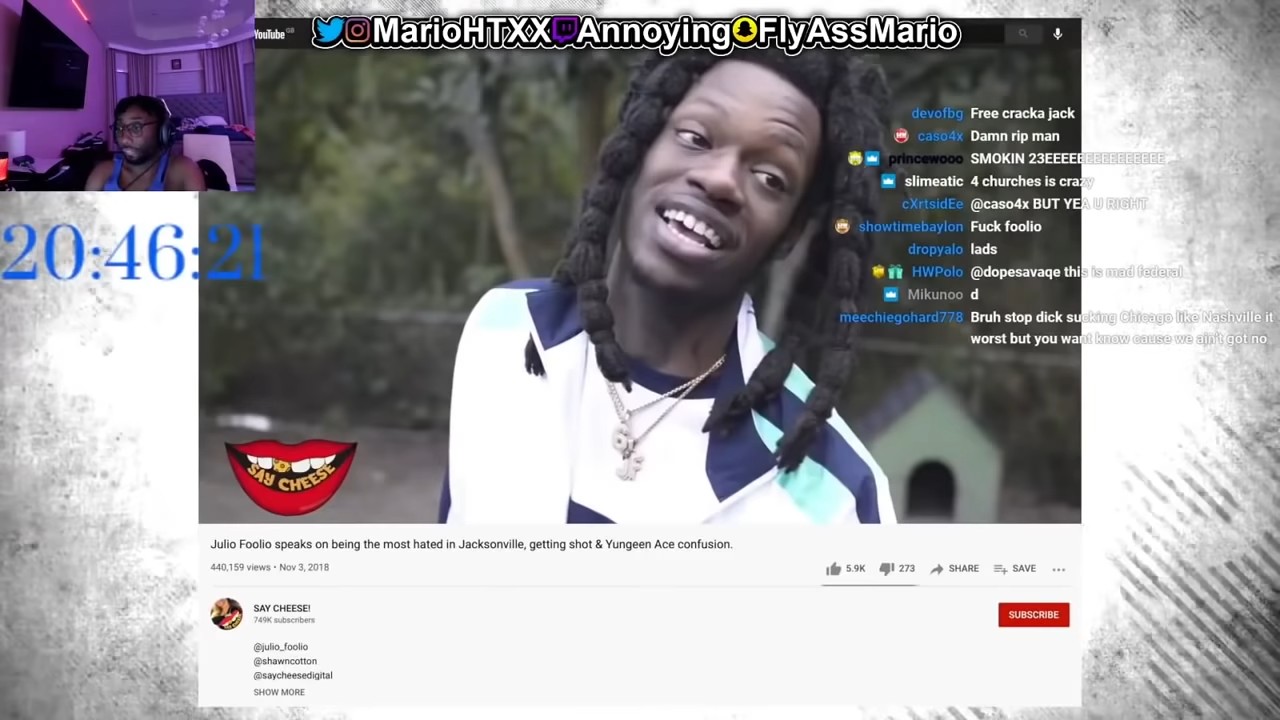 YouTube GB
MarioHTXX Annoying FlyAssMario
devofbg Free cracka jack
caso4x Damn rip man
princewooo SMOKIN 23EEEEEEEEEEEEEEE
slimeatic 4 churches is crazy
cXrtsidEe @caso4x BUT YEA U RIGHT
showtimebaylon Fuck foolio
dropyalo lads
HWPolo @dopesavaqe this is mad federal
Mikunoo d
meechiegohard778 Bruh stop dick sucking Chicago like Nashville it
worst but you want know cause we ain't got no
20:46:21
SAY CHEESE
Julio Foolio speaks on being the most hated in Jacksonville, getting shot & Yungeen Ace confusion.
440,159 views • Nov 3, 2018
5.9K 273 SHARE SAVE
SAY CHEESE!
749K subscribers
SUBSCRIBE
@julio_foolio
@shawncotton
@saycheesedigital
SHOW MORE